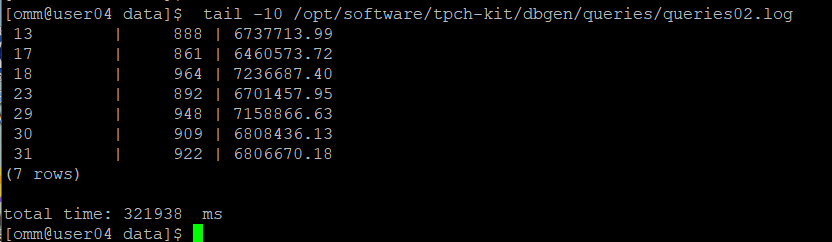 [omm@user04 data]$  tail -10 /opt/software/tpch-kit/dbgen/queries/queries02.log
 13        |     888 | 6737713.99
 17        |     861 | 6460573.72
 18        |     964 | 7236687.40
 23        |     892 | 6701457.95
 29        |     948 | 7158866.63
 30        |     909 | 6808436.13
 31        |     922 | 6806670.18
(7 rows)

total time: 321938  ms
[omm@user04 data]$